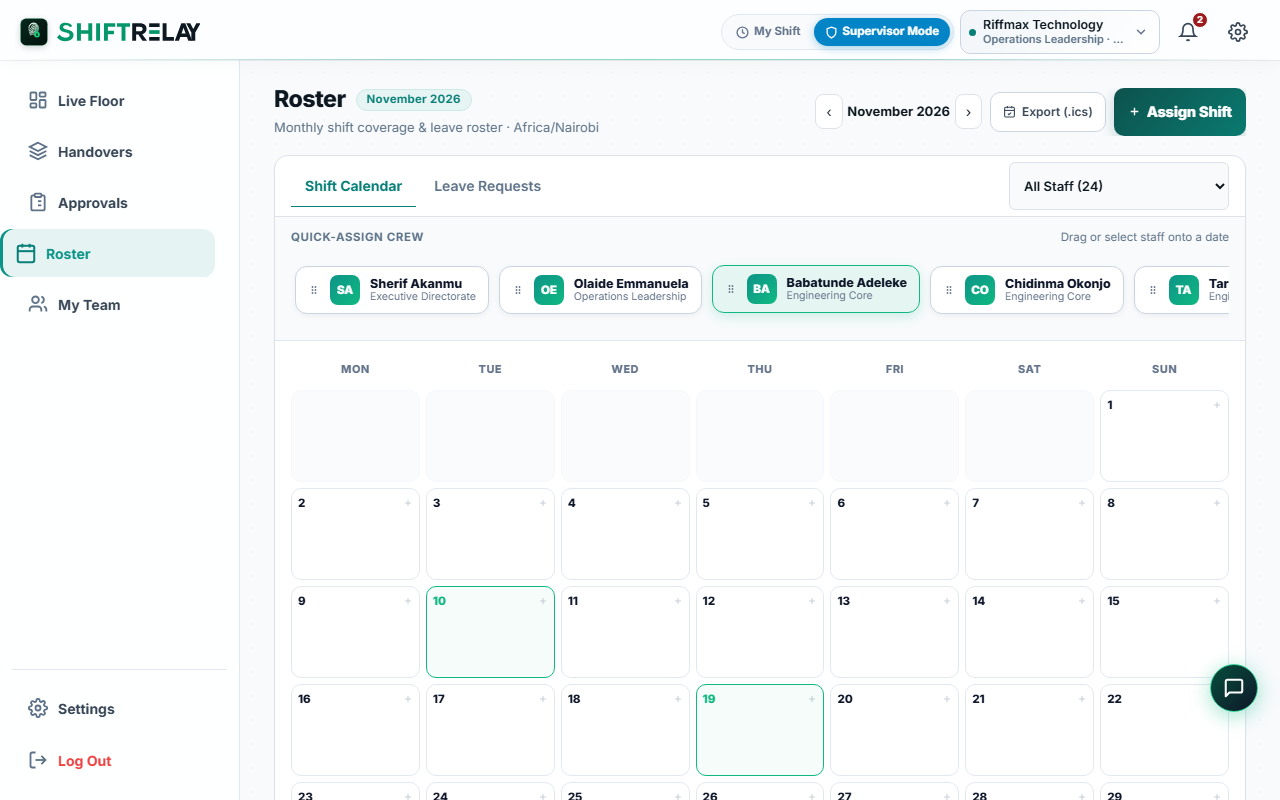 SHIFTRELAY
My Shift
Supervisor Mode
Riffmax Technology
Operations Leadership · ...
2
Live Floor
Handovers
Approvals
Roster
My Team
Settings
Log Out
Roster
November 2026
Monthly shift coverage & leave roster · Africa/Nairobi
‹ November 2026 ›
Export (.ics)
+ Assign Shift
Shift Calendar
Leave Requests
All Staff (24)
QUICK-ASSIGN CREW
Drag or select staff onto a date
SA
Sherif Akanmu
Executive Directorate
OE
Olaide Emmanuela
Operations Leadership
BA
Babatunde Adeleke
Engineering Core
CO
Chidinma Okonjo
Engineering Core
TA
Tar
Engi
MON TUE WED THU FRI SAT SUN
1 +
2 + 3 + 4 + 5 + 6 + 7 + 8 +
9 + 10 + 11 + 12 + 13 + 14 + 15 +
16 + 17 + 18 + 19 + 20 + 21 + 22
23 24 25 26 27 28 29